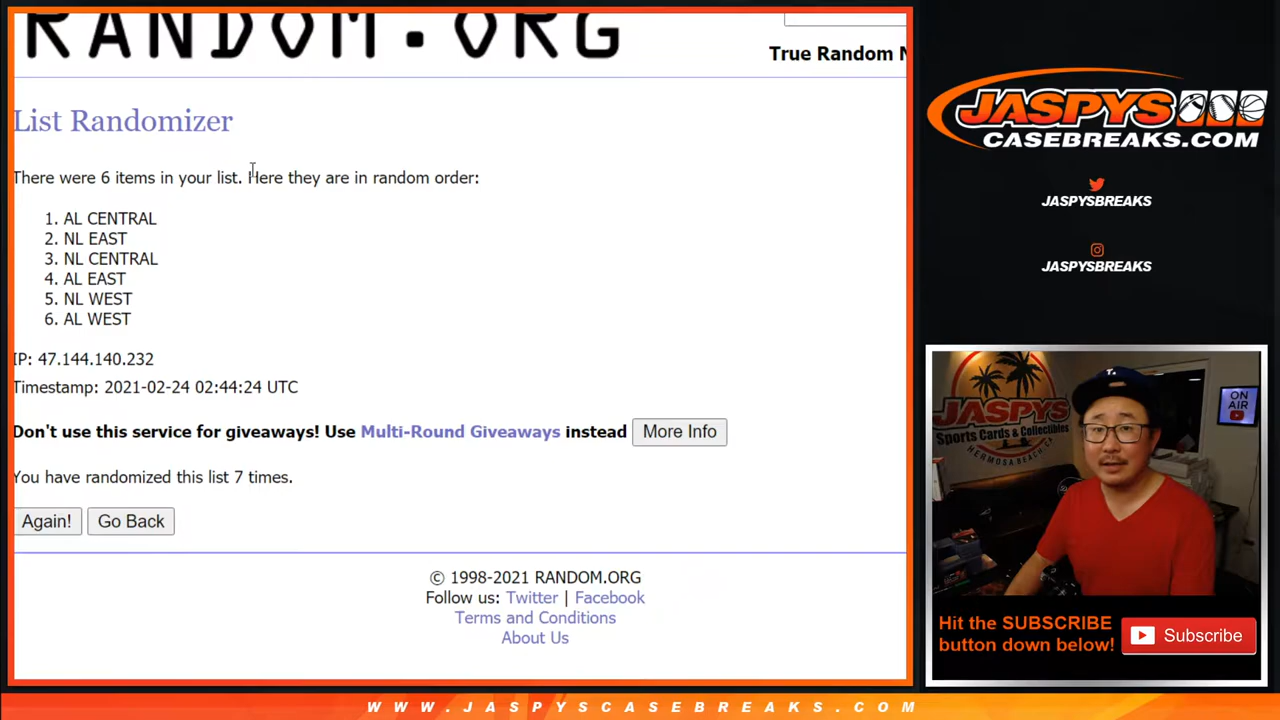 RANDOM.ORG
True Random N
List Randomizer
There were 6 items in your list. Here they are in random order:
1. AL CENTRAL
2. NL EAST
3. NL CENTRAL
4. AL EAST
5. NL WEST
6. AL WEST
IP: 47.144.140.232
Timestamp: 2021-02-24 02:44:24 UTC
Don't use this service for giveaways! Use Multi-Round Giveaways instead
More Info
You have randomized this list 7 times.
Again!
Go Back
© 1998-2021 RANDOM.ORG
Follow us: Twitter | Facebook
Terms and Conditions
About Us
JASPYS
CASEBREAKS.COM
JASPYSBREAKS
JASPYSBREAKS
JASPYS
Sports Cards & Collectibles
HERMOSA BEACH, CA
T.
ON
AIR
Hit the SUBSCRIBE
button down below!
Subscribe
WWW.JASPYSCASEBREAKS.COM